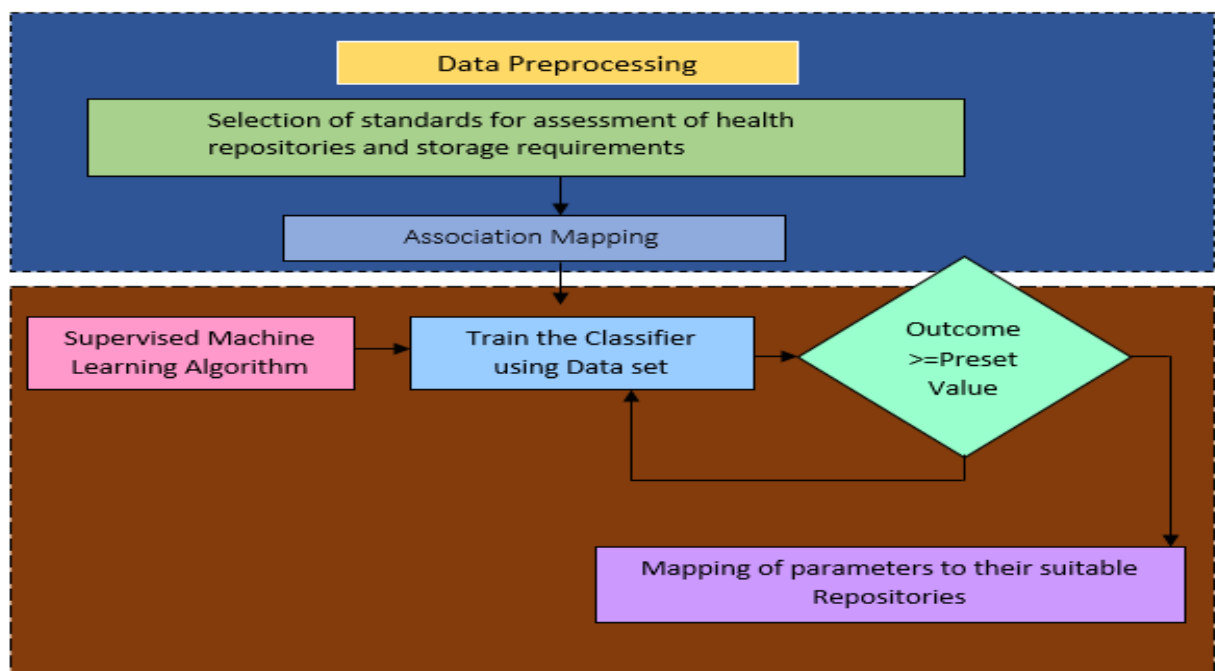 Data Preprocessing
Selection of standards for assessment of health
repositories and storage requirements
Association Mapping
Supervised Machine
Learning Algorithm
Train the Classifier
using Data set
Outcome
>=Preset
Value
Mapping of parameters to their suitable
Repositories